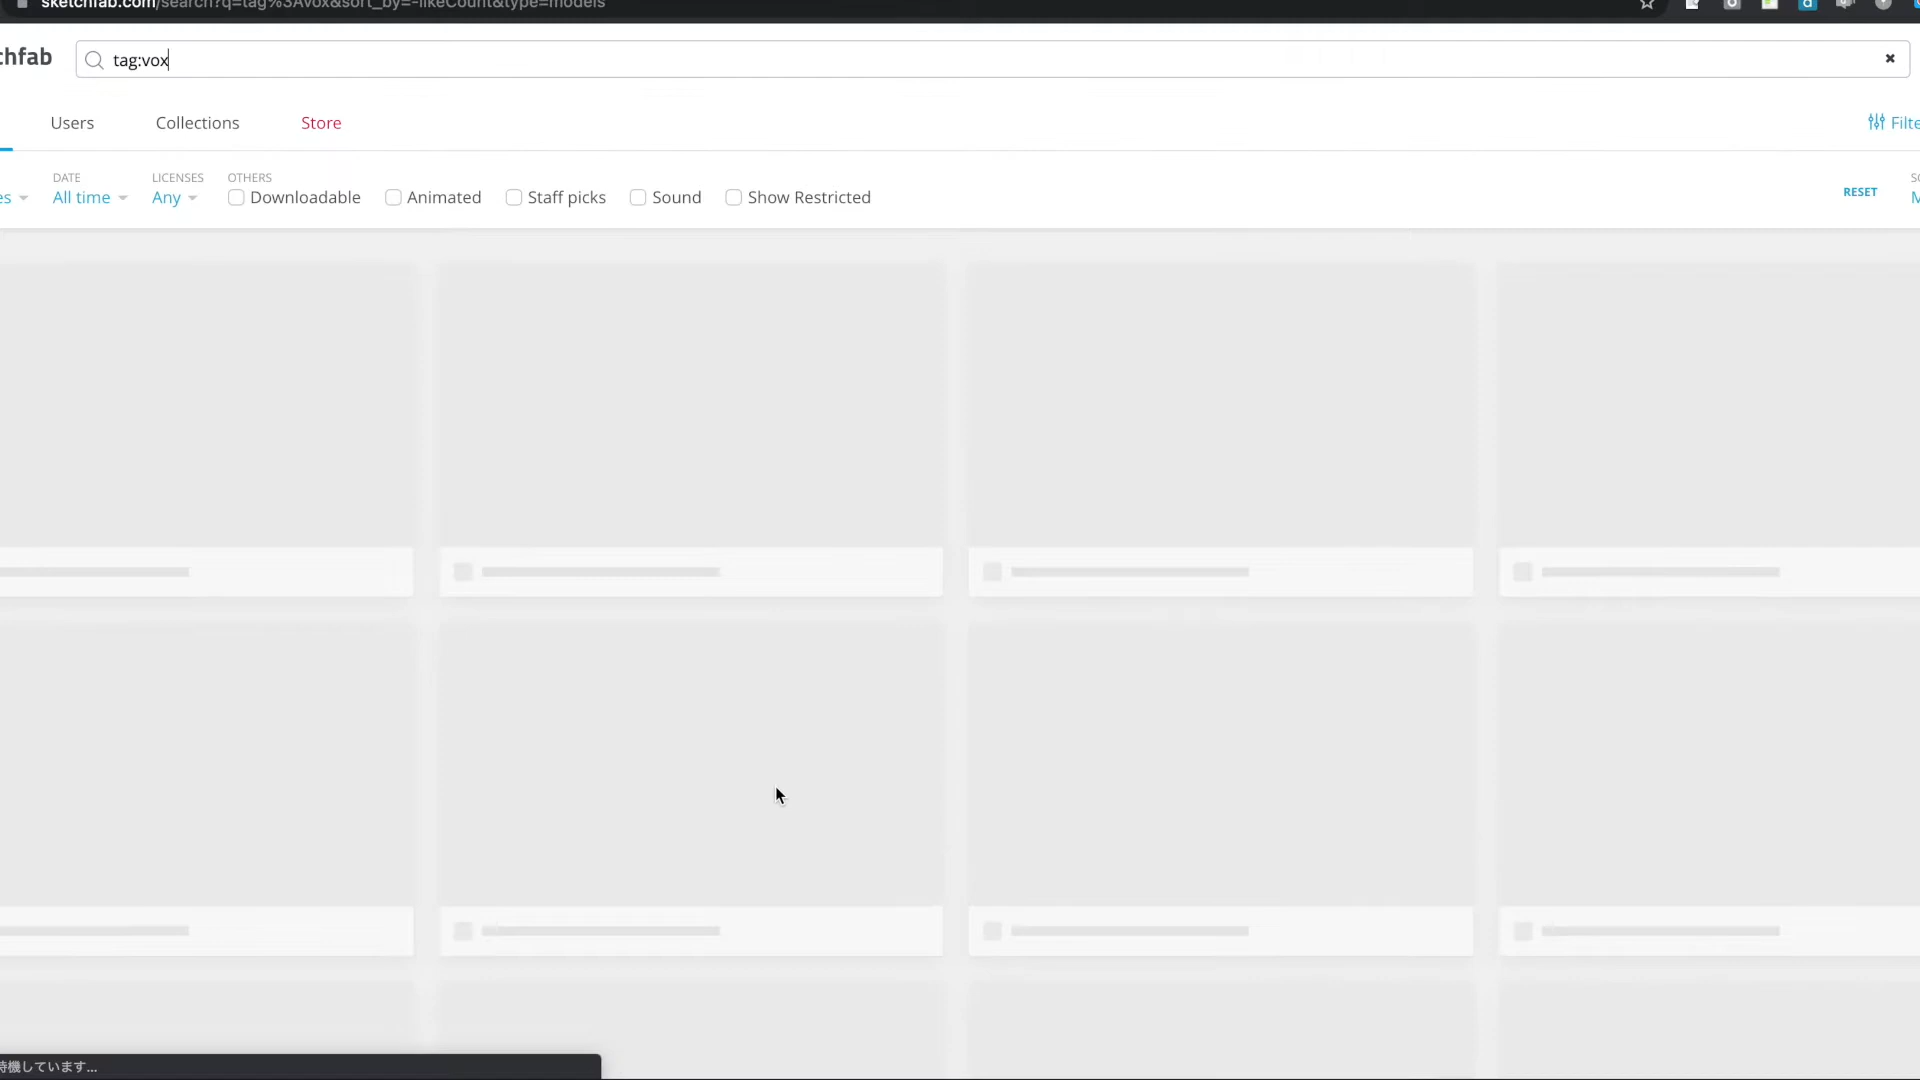 sketchfab.com/search?q=tag%3Avox&sort_by=-likeCount&type=models
chfab
tag:vox
Users Collections Store
Filte
DATE LICENSES OTHERS
es All time Any Downloadable Animated Staff picks Sound Show Restricted
RESET
待機しています...